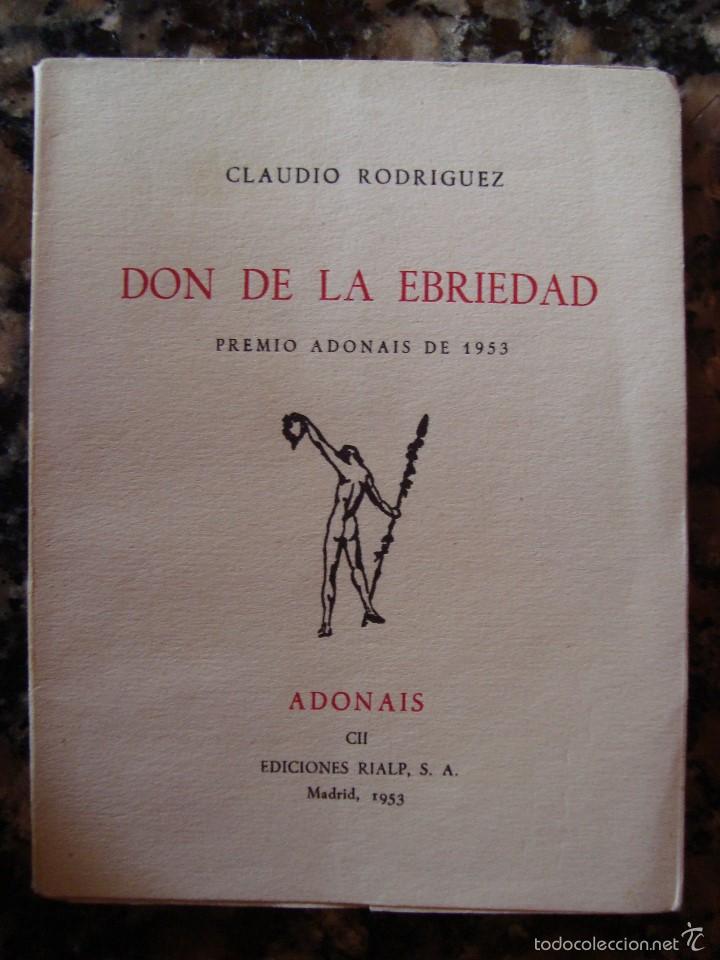 CLAUDIO RODRIGUEZ
DON DE LA EBRIEDAD
PREMIO ADONAIS DE 1953
ADONAIS
CII
EDICIONES RIALP, S. A.
Madrid, 1953
todocoleccion.net